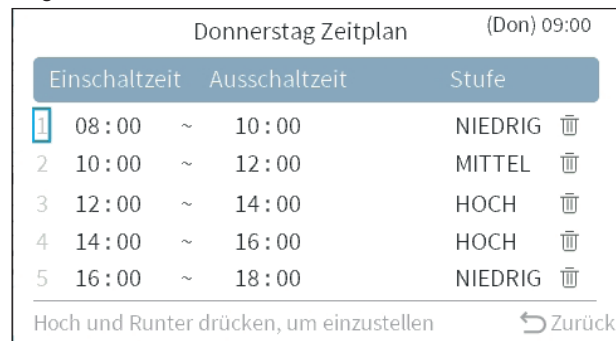 Donnerstag Zeitplan (Don) 09:00
Einschaltzeit Ausschaltzeit Stufe
1 08:00 ~ 10:00 NIEDRIG
2 10:00 ~ 12:00 MITTEL
3 12:00 ~ 14:00 HOCH
4 14:00 ~ 16:00 HOCH
5 16:00 ~ 18:00 NIEDRIG
Hoch und Runter drücken, um einzustellen Zurück